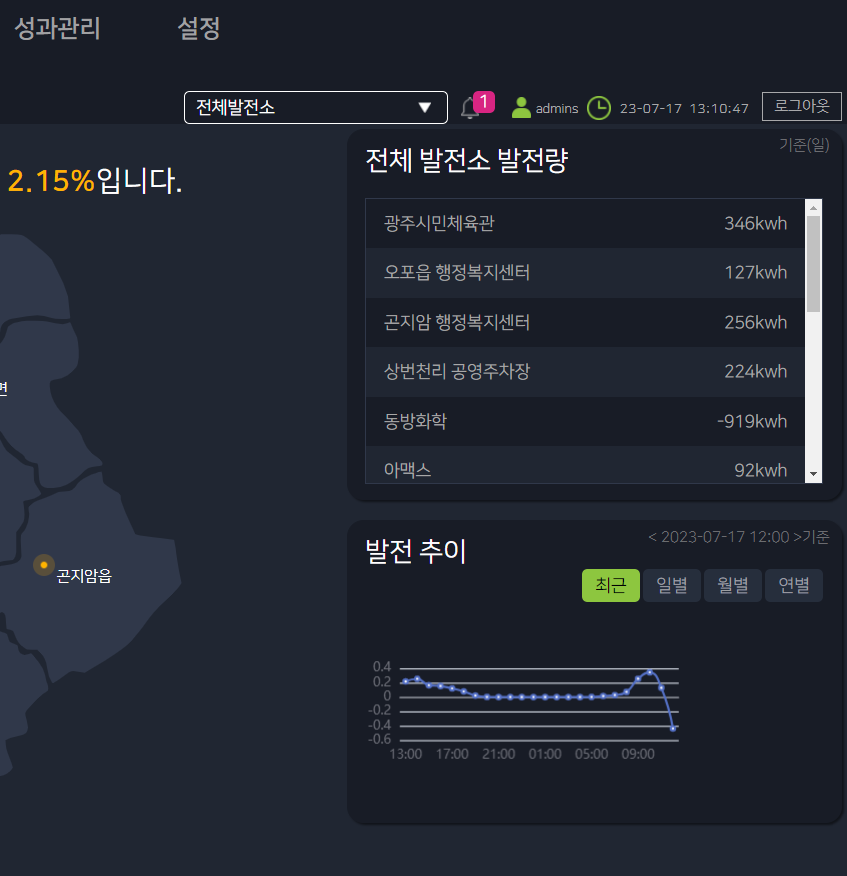 성과관리 설정
전체발전소 ▼ 1 admins 23-07-17 13:10:47 로그아웃
2.15%입니다.
면
곤지암읍
전체 발전소 발전량 기준(일)
광주시민체육관 346kwh
오포읍 행정복지센터 127kwh
곤지암 행정복지센터 256kwh
상번천리 공영주차장 224kwh
동방화학 -919kwh
아맥스 92kwh
발전 추이 < 2023-07-17 12:00 >기준
최근 일별 월별 연별
0.4
0.2
0
-0.2
-0.4
-0.6
13:00 17:00 21:00 01:00 05:00 09:00